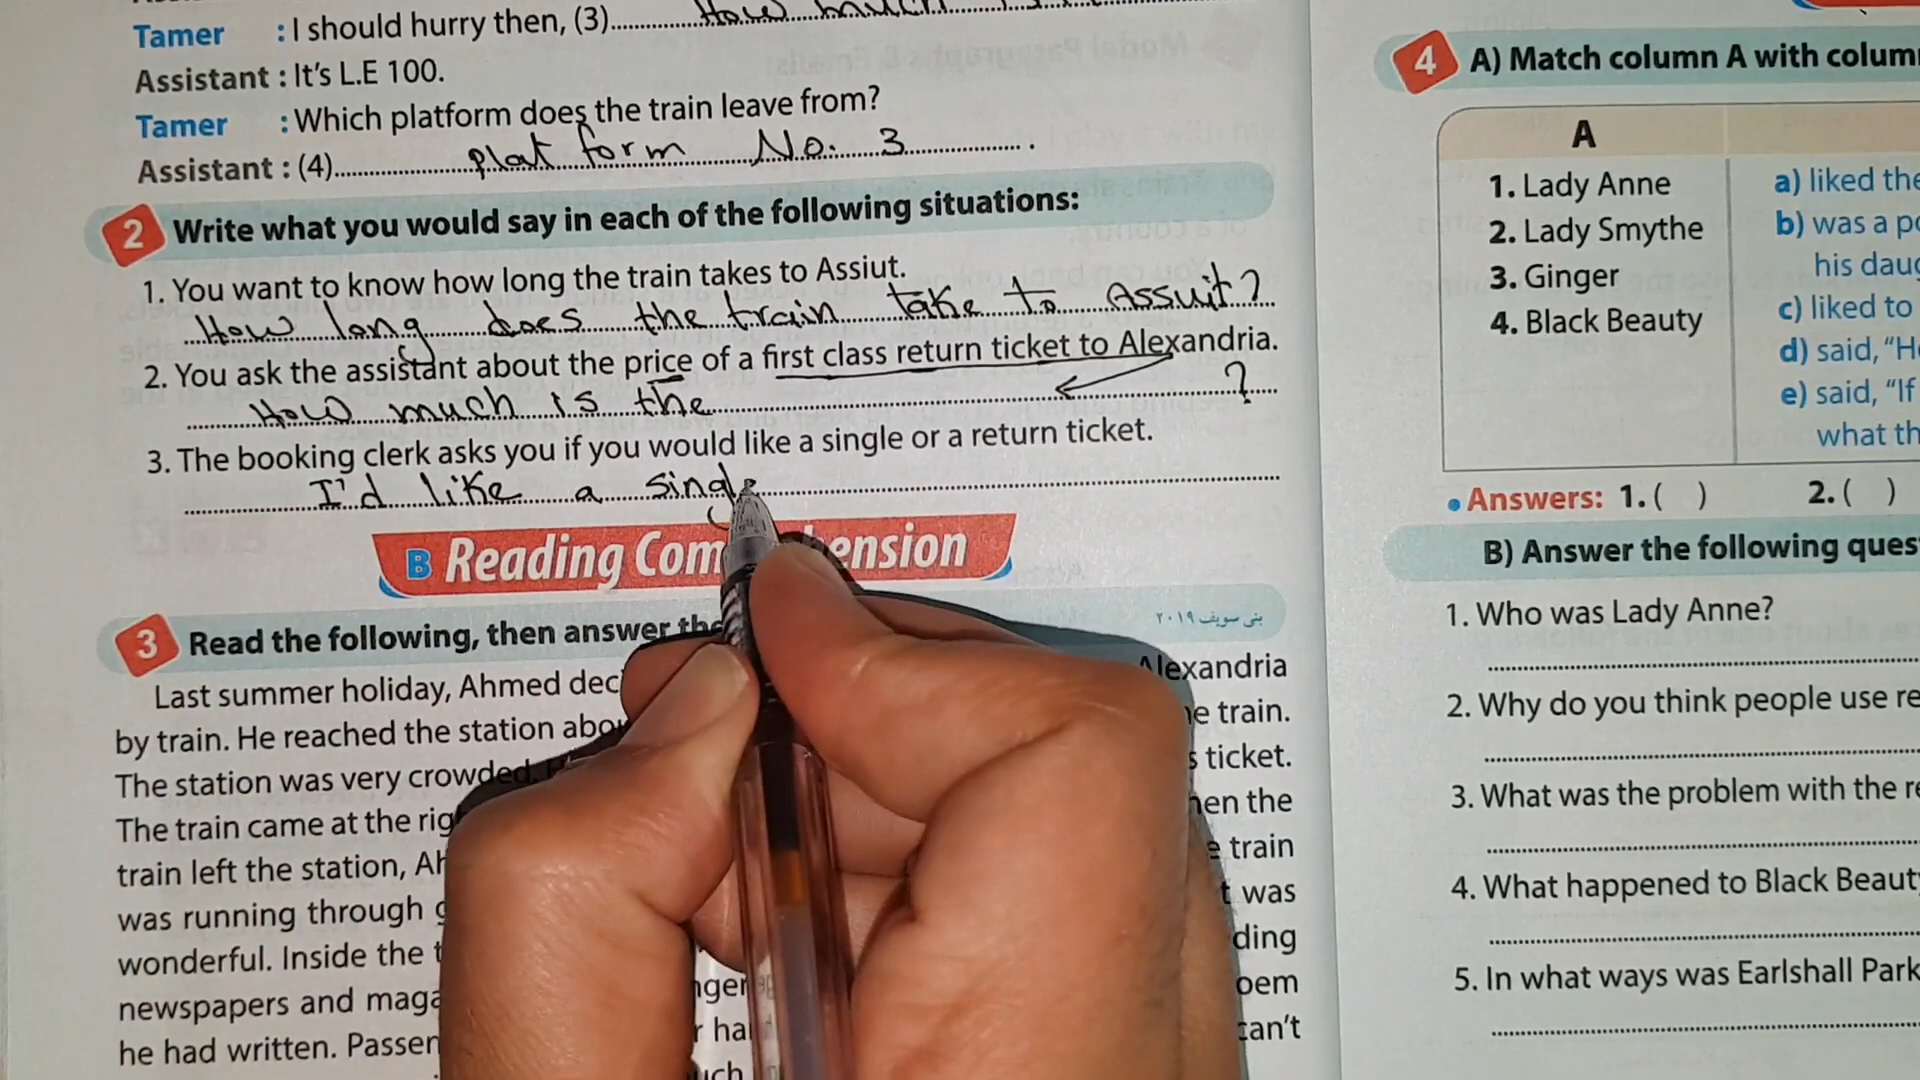 Tamer : I should hurry then, (3) How much
Assistant : It's L.E 100.
Tamer : Which platform does the train leave from?
Assistant : (4) plat form No. 3 .
2 Write what you would say in each of the following situations:
1. You want to know how long the train takes to Assiut.
How long does the train take to Assuit?
2. You ask the assistant about the price of a first class return ticket to Alexandria.
How much is the ?
3. The booking clerk asks you if you would like a single or a return ticket.
I'd like a single
B Reading Com hension
3 Read the following, then answer the
بنى سويف ٢٠١٩
Last summer holiday, Ahmed dec Alexandria
by train. He reached the station abou e train.
The station was very crowded. s ticket.
The train came at the rig hen the
train left the station, Ah e train
was running through g t was
wonderful. Inside the t ding
newspapers and maga nger oem
he had written. Passen r ha can't
uch
4 A) Match column A with colum
A
1. Lady Anne
2. Lady Smythe
3. Ginger
4. Black Beauty
a) liked the
b) was a po
his daug
c) liked to
d) said, "He
e) said, "If
what th
• Answers: 1. ( ) 2. ( )
B) Answer the following ques
1. Who was Lady Anne?
2. Why do you think people use re
3. What was the problem with the re
4. What happened to Black Beaut
5. In what ways was Earlshall Park